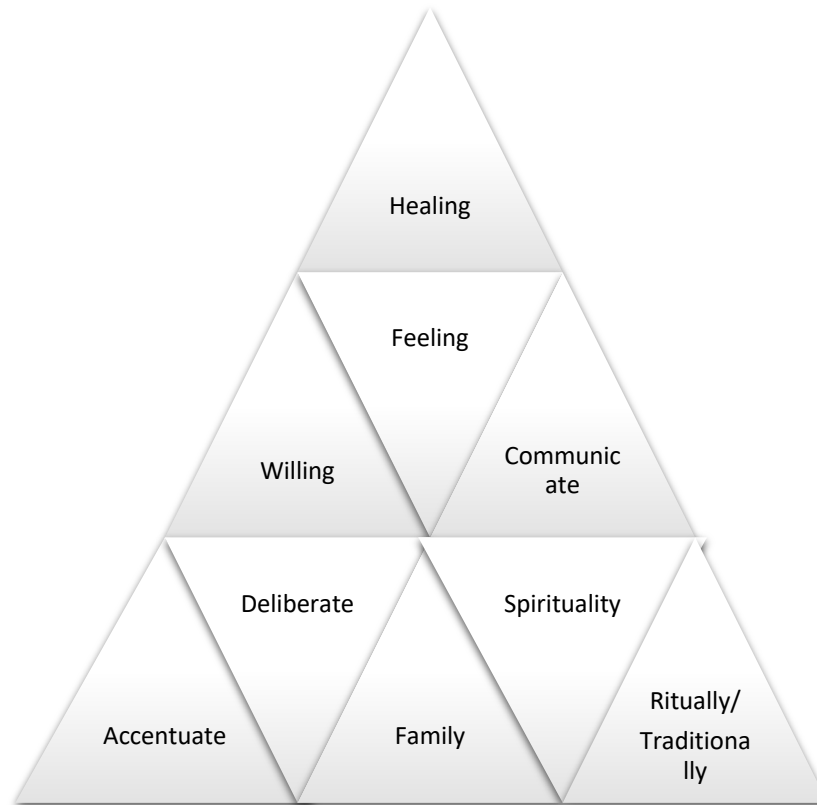 Healing
Feeling
Willing
Communic
ate
Deliberate
Spirituality
Accentuate
Family
Ritually/
Traditiona
lly